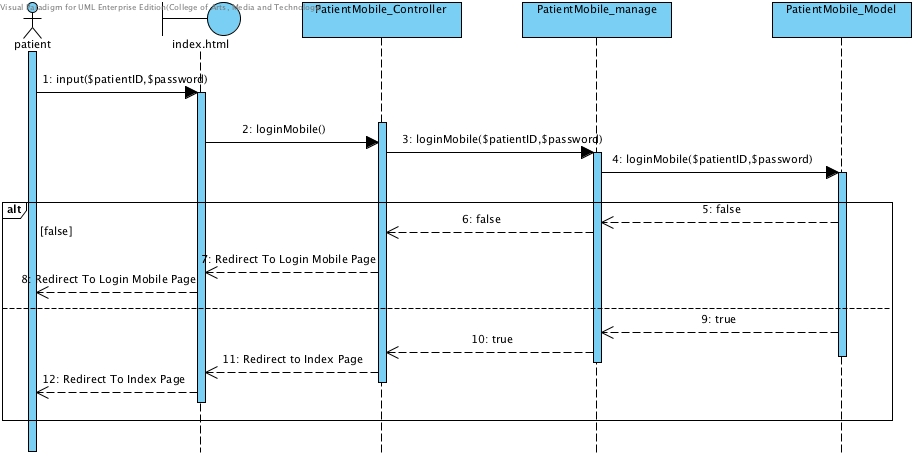 Visual Paradigm for UML Enterprise Edition(College of Arts, Media and Technology
PatientMobile_Controller
PatientMobile_manage
PatientMobile_Model
patient
index.html
1: input($patientID,$password)
2: loginMobile()
3: loginMobile($patientID,$password)
4: loginMobile($patientID,$password)
alt
5: false
6: false
[false]
7: Redirect To Login Mobile Page
8: Redirect To Login Mobile Page
9: true
10: true
11: Redirect to Index Page
12: Redirect To Index Page